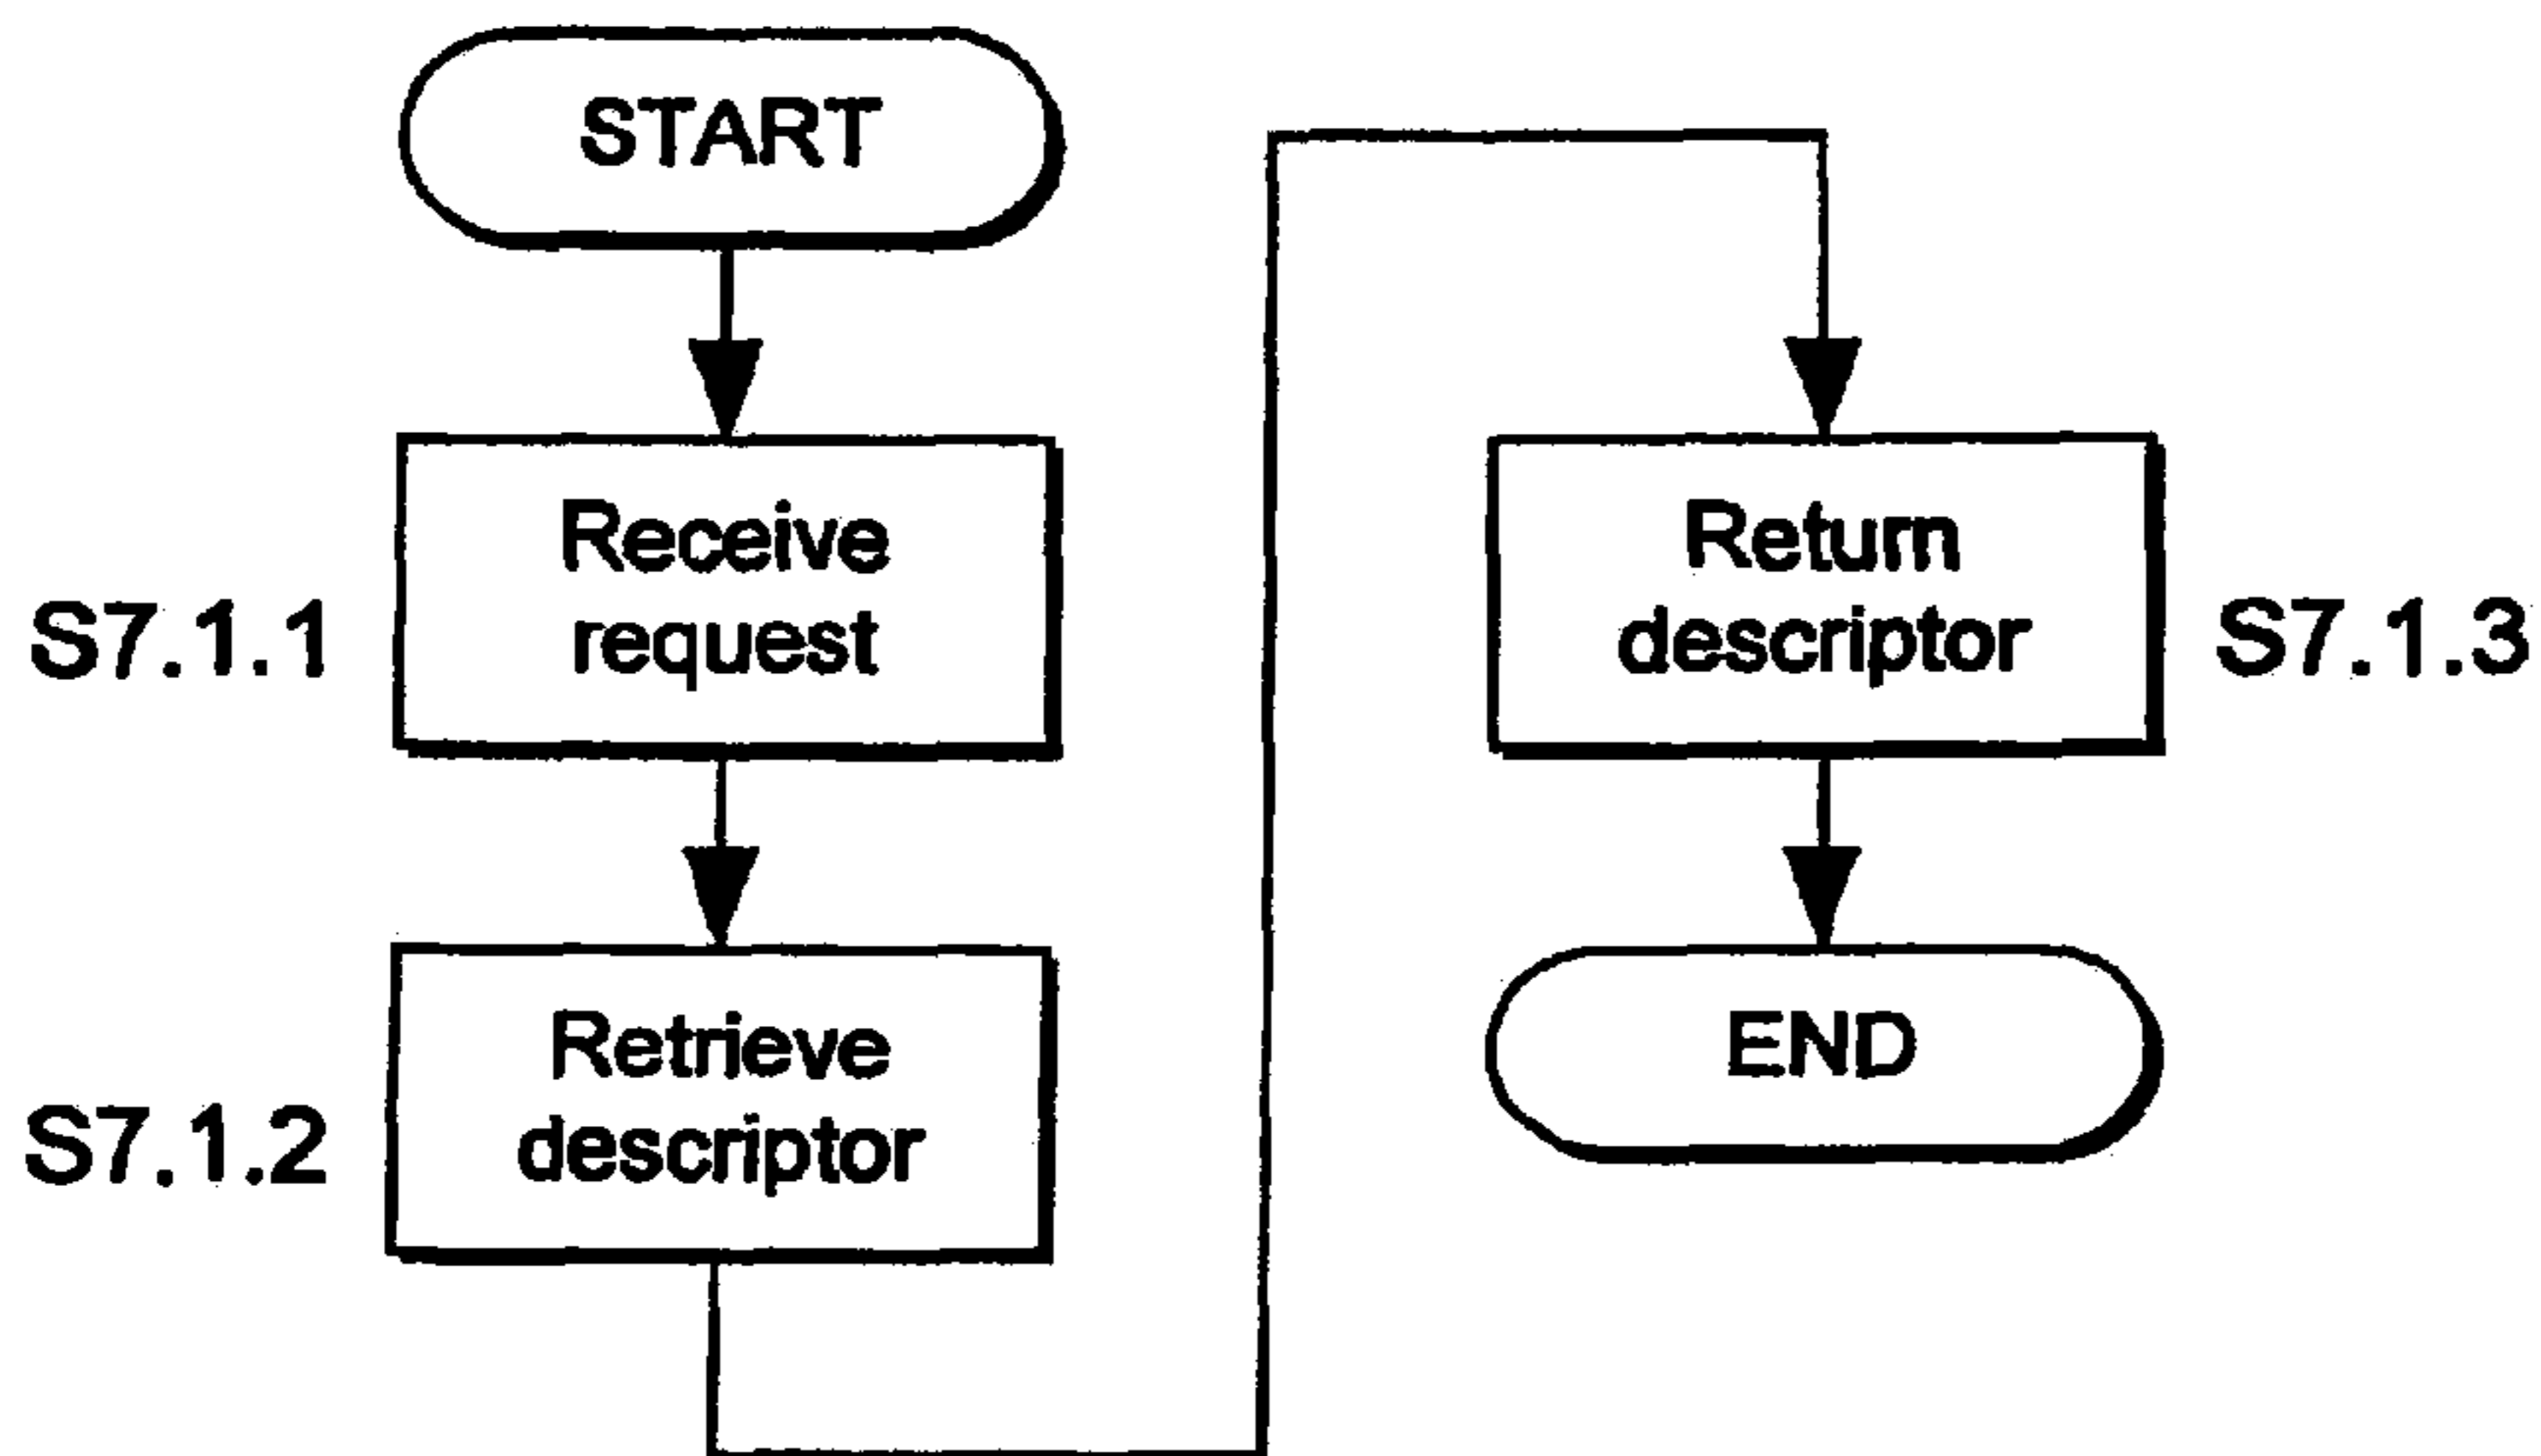 START
S7.1.1
Receive
request
S7.1.2
Retrieve
descriptor
Return
descriptor
S7.1.3
END